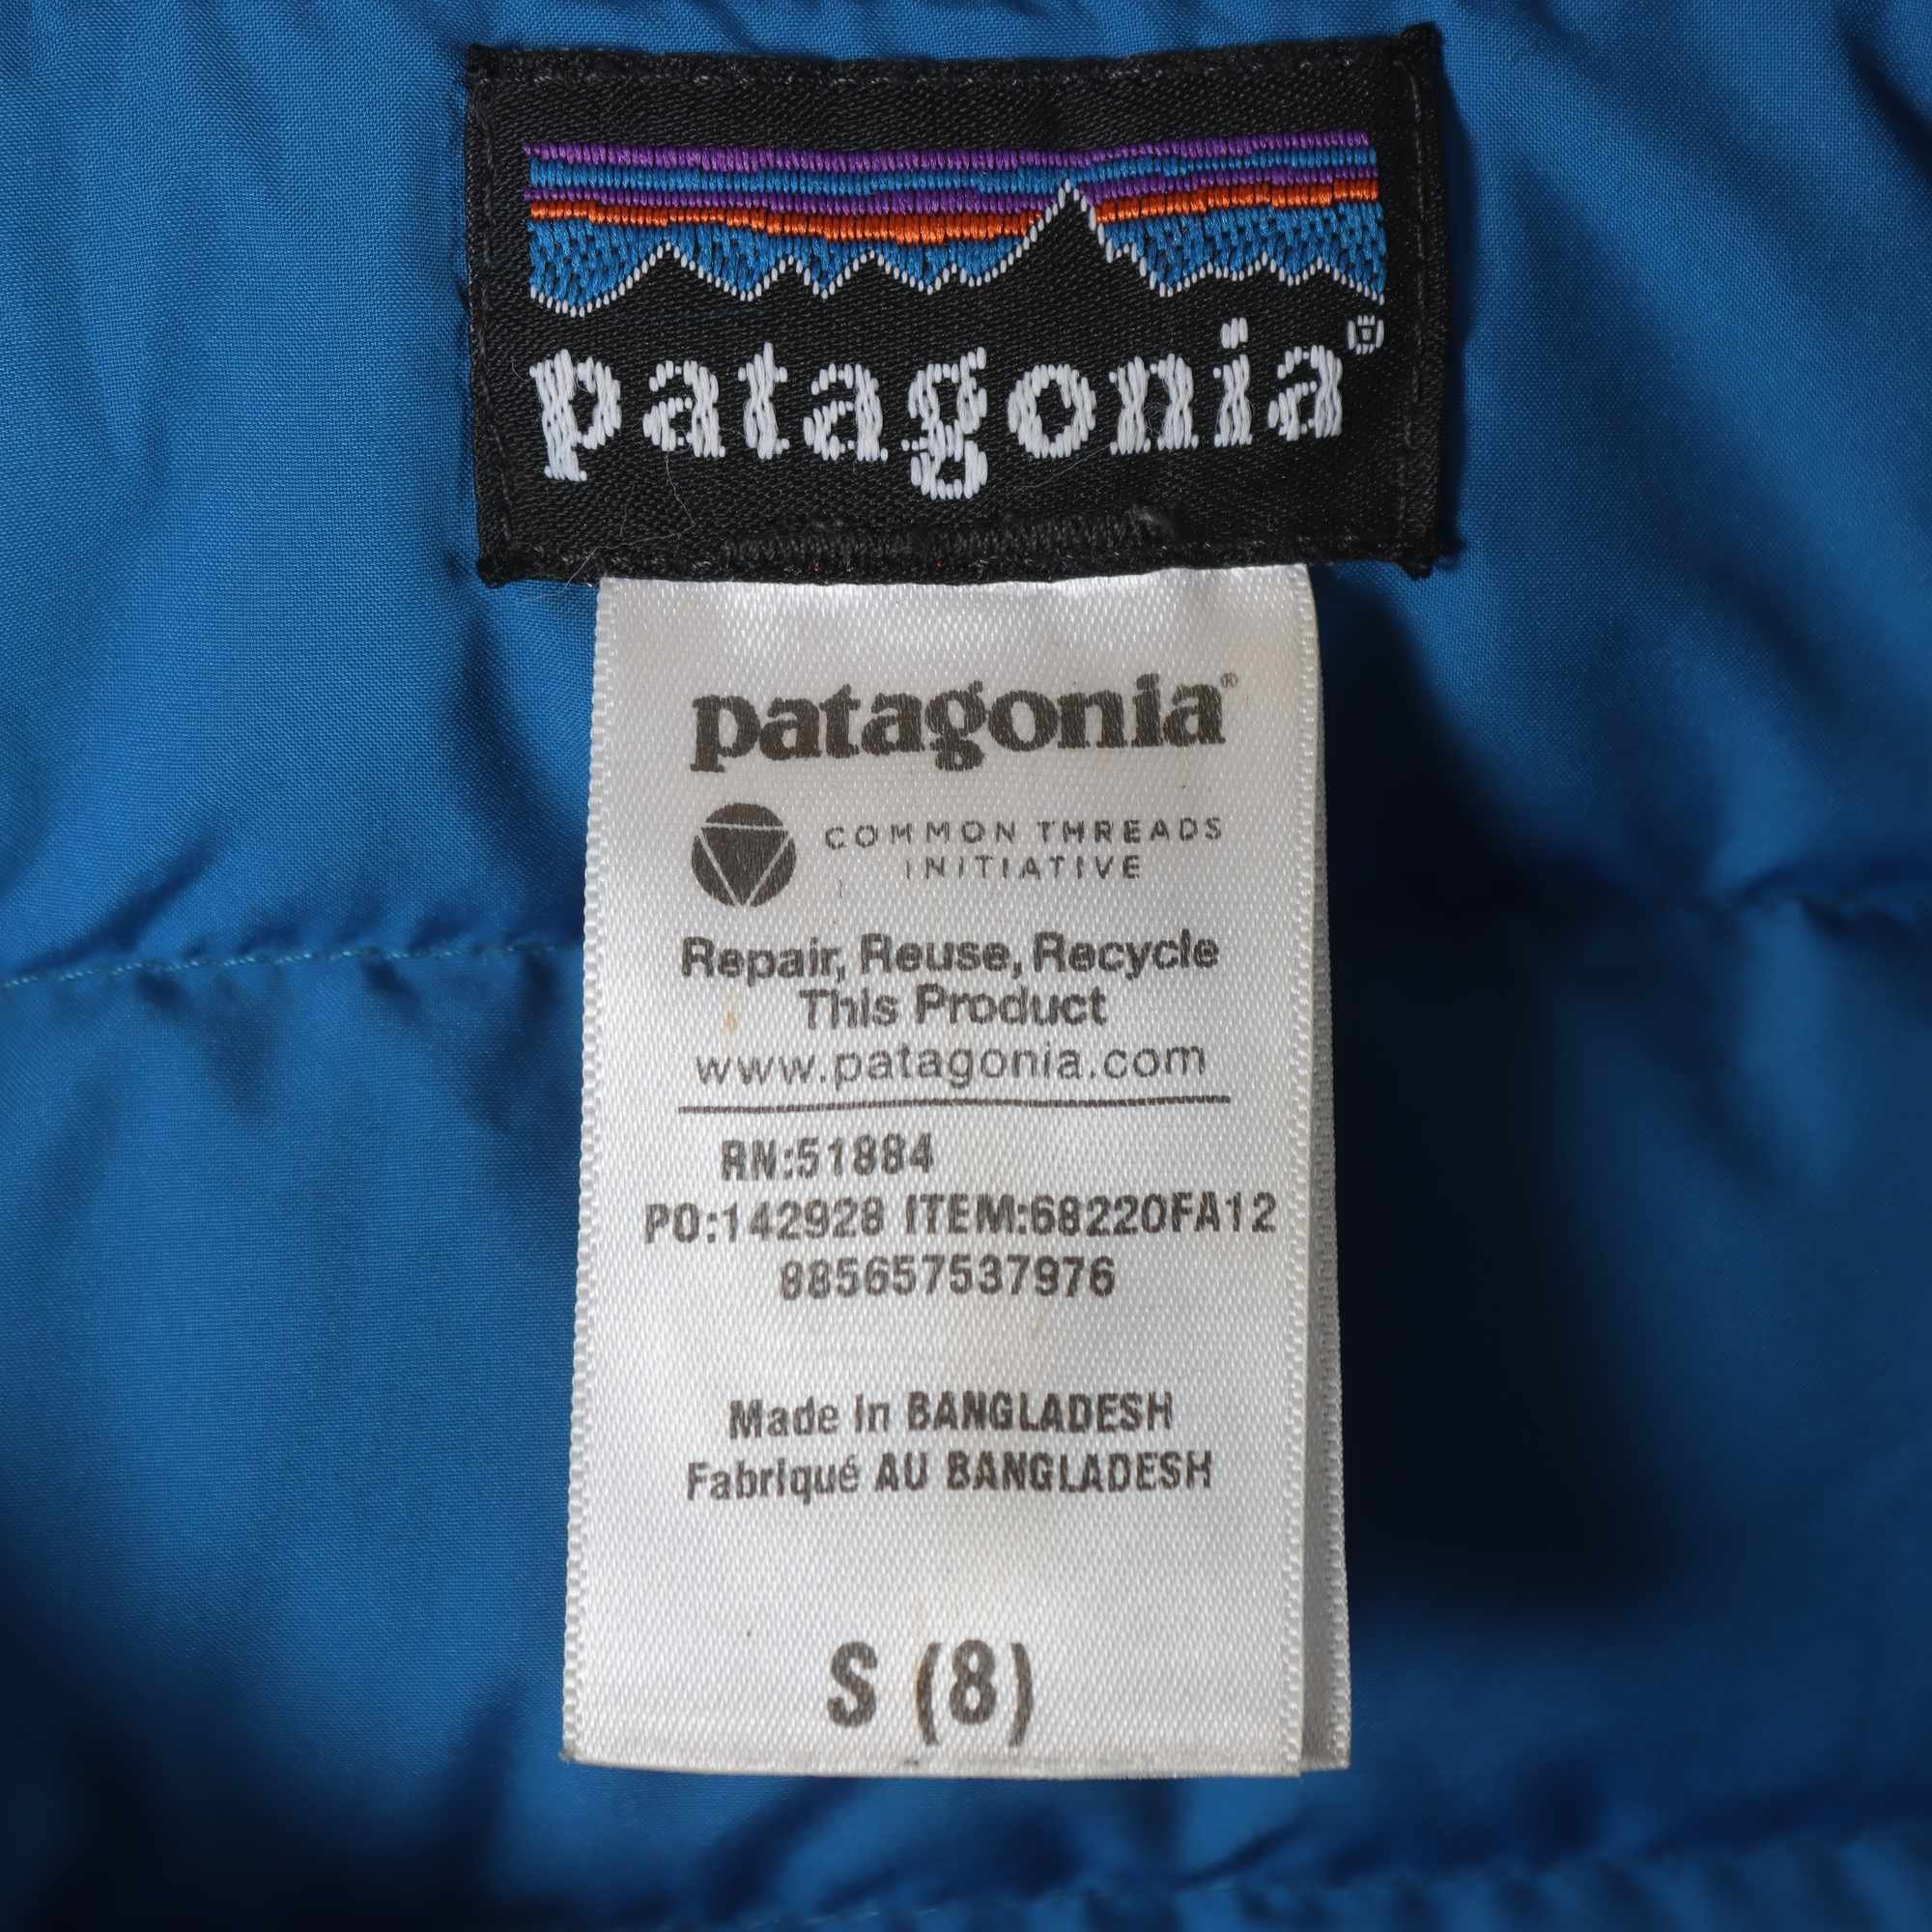 patagonia®
patagonia®
COMMON THREADS
INITIATIVE
Repair, Reuse, Recycle
This Product
www.patagonia.com
RN:51884
PO:142928 ITEM:68220FA12
885657537976
Made in BANGLADESH
Fabriqué AU BANGLADESH
S (8)